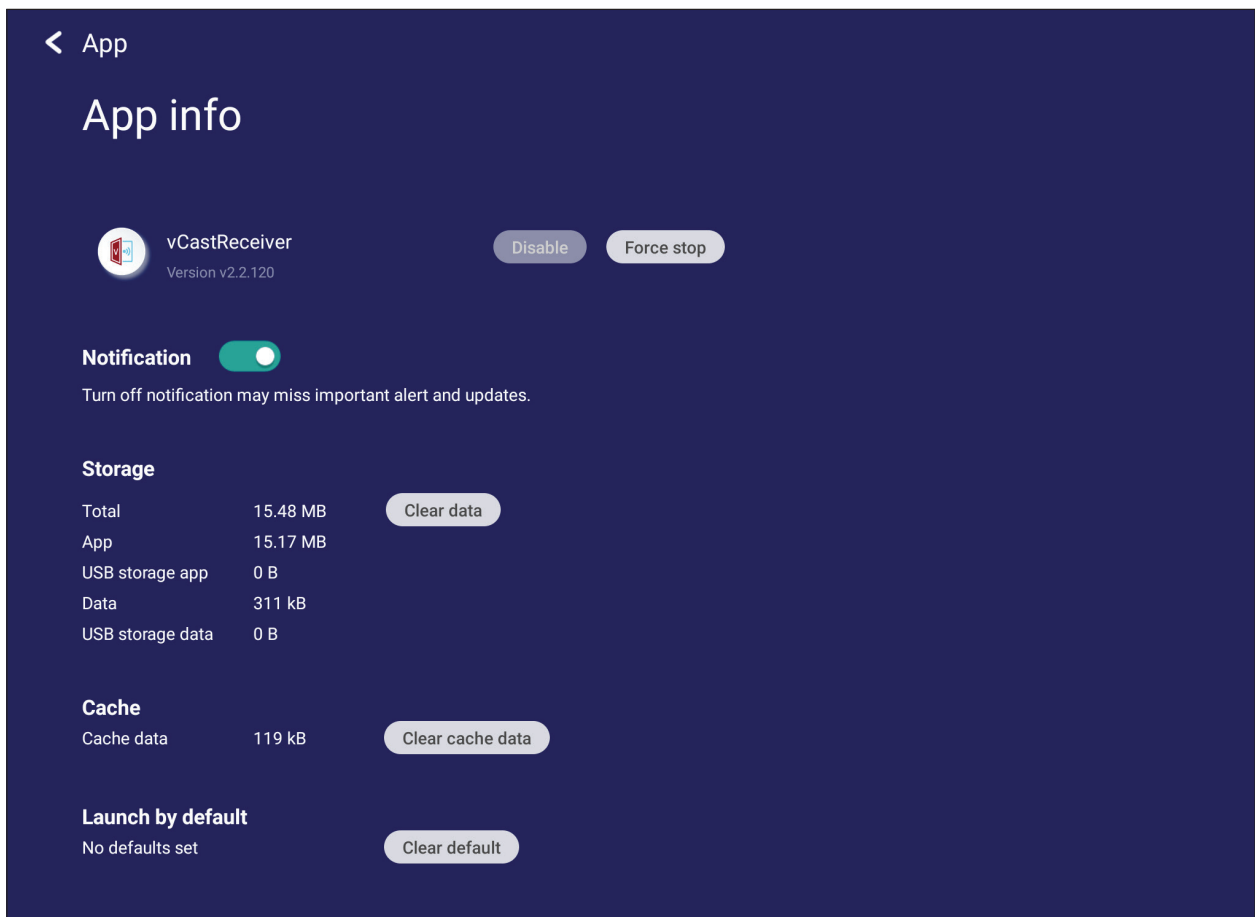 App
App info
vCastReceiver
Disable
Force stop
Version v2.2.120
Notification
Turn off notification may miss important alert and updates.
Storage
Total 15.48 MB Clear data
App 15.17 MB
USB storage app 0 B
Data 311 kB
USB storage data 0 B
Cache
Cache data 119 kB Clear cache data
Launch by default
No defaults set Clear default